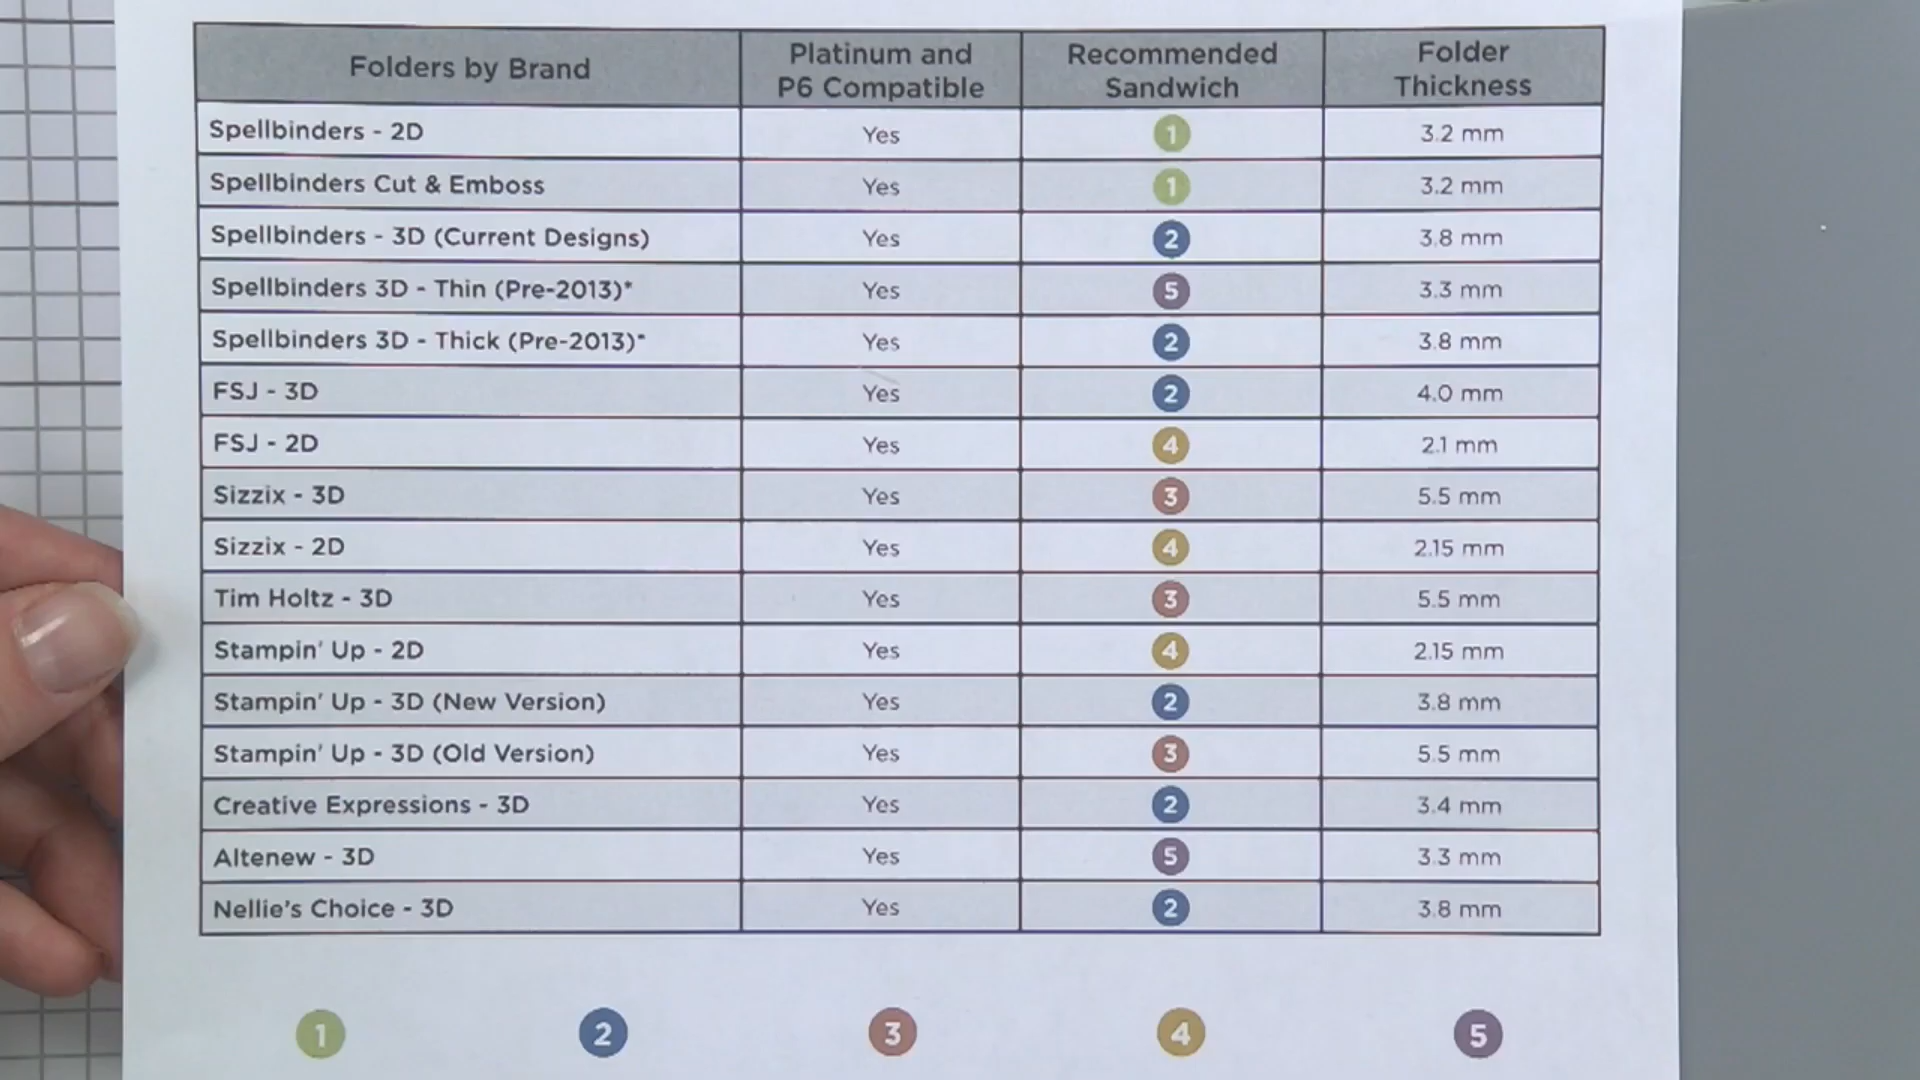 Folders by Brand Platinum and P6 Compatible Recommended Sandwich Folder Thickness
Spellbinders - 2D Yes 1 3.2 mm
Spellbinders Cut & Emboss Yes 1 3.2 mm
Spellbinders - 3D (Current Designs) Yes 2 3.8 mm
Spellbinders 3D - Thin (Pre-2013)* Yes 5 3.3 mm
Spellbinders 3D - Thick (Pre-2013)* Yes 2 3.8 mm
FSJ - 3D Yes 2 4.0 mm
FSJ - 2D Yes 4 2.1 mm
Sizzix - 3D Yes 3 5.5 mm
Sizzix - 2D Yes 4 2.15 mm
Tim Holtz - 3D Yes 3 5.5 mm
Stampin' Up - 2D Yes 4 2.15 mm
Stampin' Up - 3D (New Version) Yes 2 3.8 mm
Stampin' Up - 3D (Old Version) Yes 3 5.5 mm
Creative Expressions - 3D Yes 2 3.4 mm
Altenew - 3D Yes 5 3.3 mm
Nellie's Choice - 3D Yes 2 3.8 mm
1 2 3 4 5